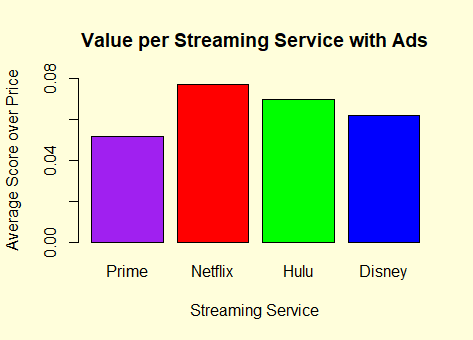 Value per Streaming Service with Ads
Average Score over Price
0.08
0.04
0.00
Prime Netflix Hulu Disney
Streaming Service